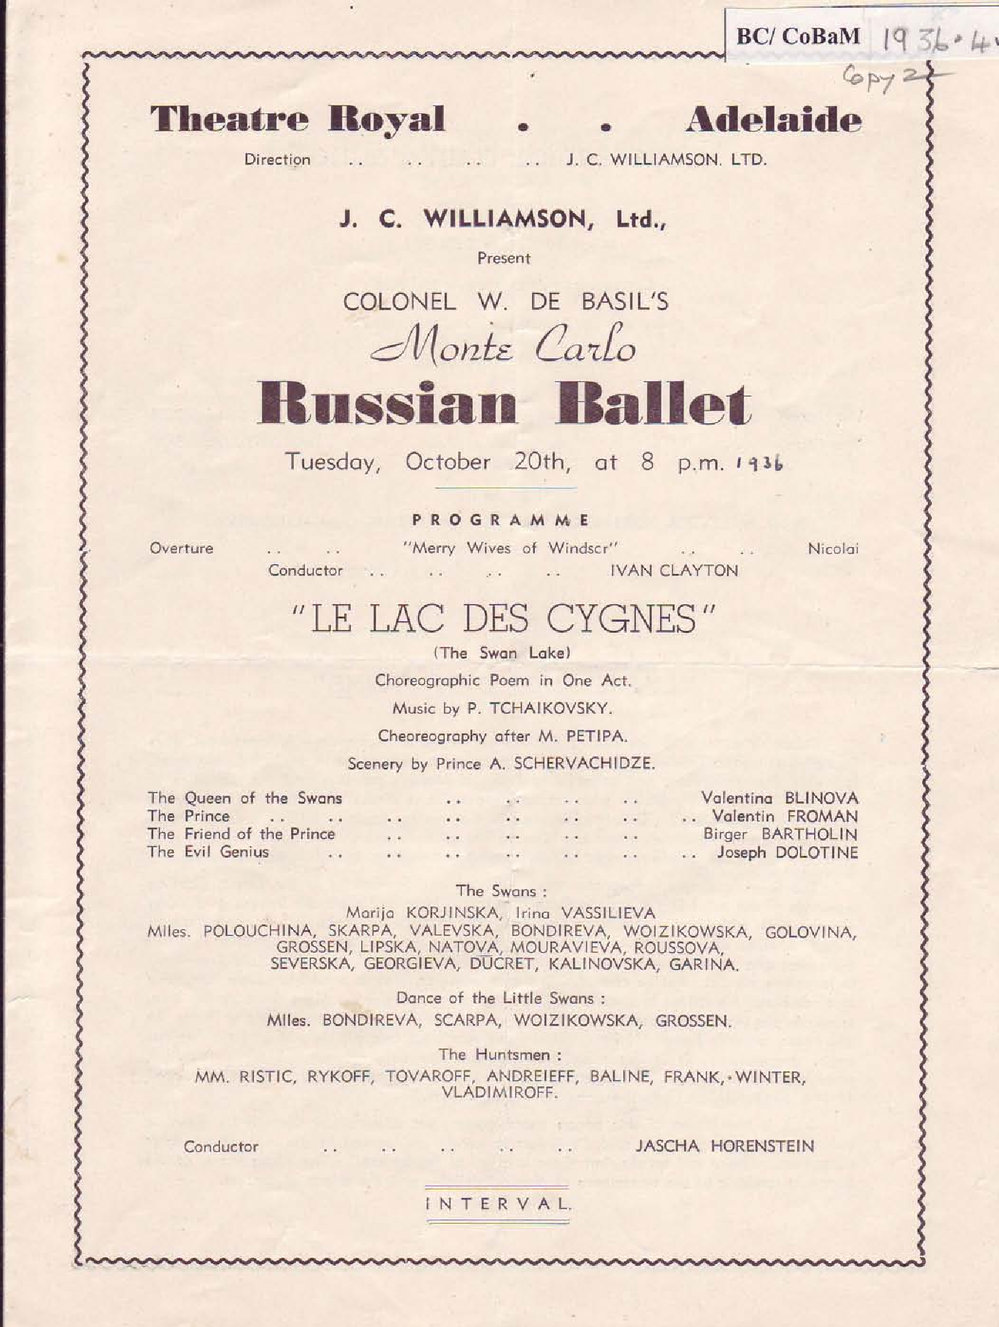 BC/ CoBaM 1936.4
Copy 2
Theatre Royal . . Adelaide
Direction .. .. .. .. J. C. WILLIAMSON. LTD.
J. C. WILLIAMSON, Ltd.,
Present
COLONEL W. DE BASIL'S
Monte Carlo
Russian Ballet
Tuesday, October 20th, at 8 p.m. 1936
PROGRAMME
Overture .. .. "Merry Wives of Windscr" .. .. Nicolai
Conductor .. .. .. .. IVAN CLAYTON
"LE LAC DES CYGNES"
(The Swan Lake)
Choreographic Poem in One Act.
Music by P. TCHAIKOVSKY.
Cheoreography after M. PETIPA.
Scenery by Prince A. SCHERVACHIDZE.
The Queen of the Swans .. .. .. .. Valentina BLINOVA
The Prince .. .. .. .. .. .. .. .. Valentin FROMAN
The Friend of the Prince .. .. .. .. .. Birger BARTHOLIN
The Evil Genius .. .. .. .. .. .. .. Joseph DOLOTINE
The Swans :
Marija KORJINSKA, Irina VASSILIEVA
Mlles. POLOUCHINA, SKARPA, VALEVSKA, BONDIREVA, WOIZIKOWSKA, GOLOVINA,
GROSSEN, LIPSKA, NATOVA, MOURAVIEVA, ROUSSOVA,
SEVERSKA, GEORGIEVA, DUCRET, KALINOVSKA, GARINA.
Dance of the Little Swans :
Mlles. BONDIREVA, SCARPA, WOIZIKOWSKA, GROSSEN.
The Huntsmen :
MM. RISTIC, RYKOFF, TOVAROFF, ANDREIEFF, BALINE, FRANK, WINTER,
VLADIMIROFF.
Conductor .. .. .. .. .. JASCHA HORENSTEIN
INTERVAL.